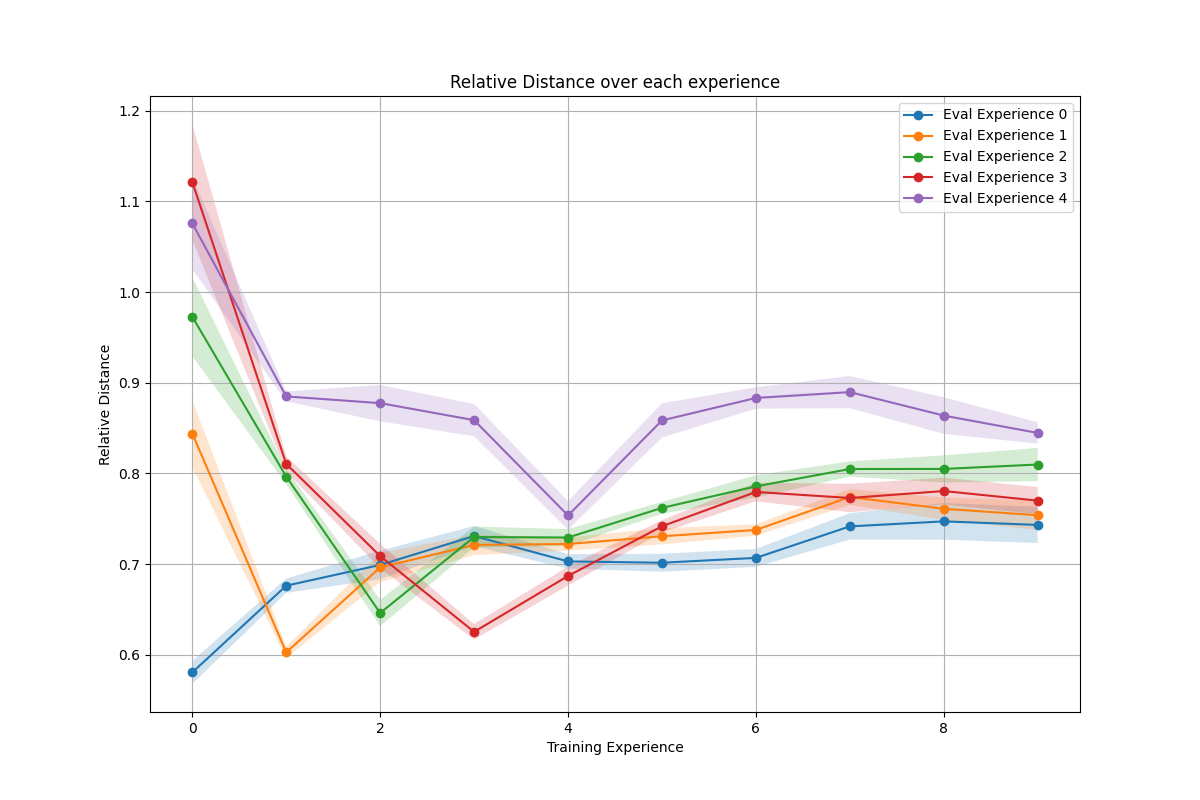 Relative Distance over each experience
1.2
1.1
1.0
0.9
0.8
0.7
0.6
Relative Distance
Eval Experience 0
Eval Experience 1
Eval Experience 2
Eval Experience 3
Eval Experience 4
0 2 4 6 8
Training Experience